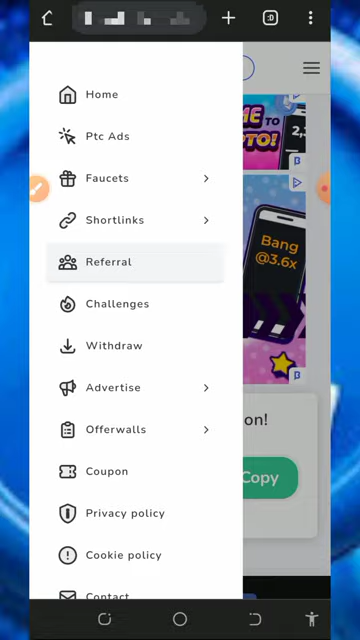 :D
Home
Ptc Ads
Faucets
Shortlinks
Referral
Challenges
Withdraw
Advertise
Offerwalls
Coupon
Privacy policy
Cookie policy
Contact
TO
2,
Bang
@3.6x
on!
Copy